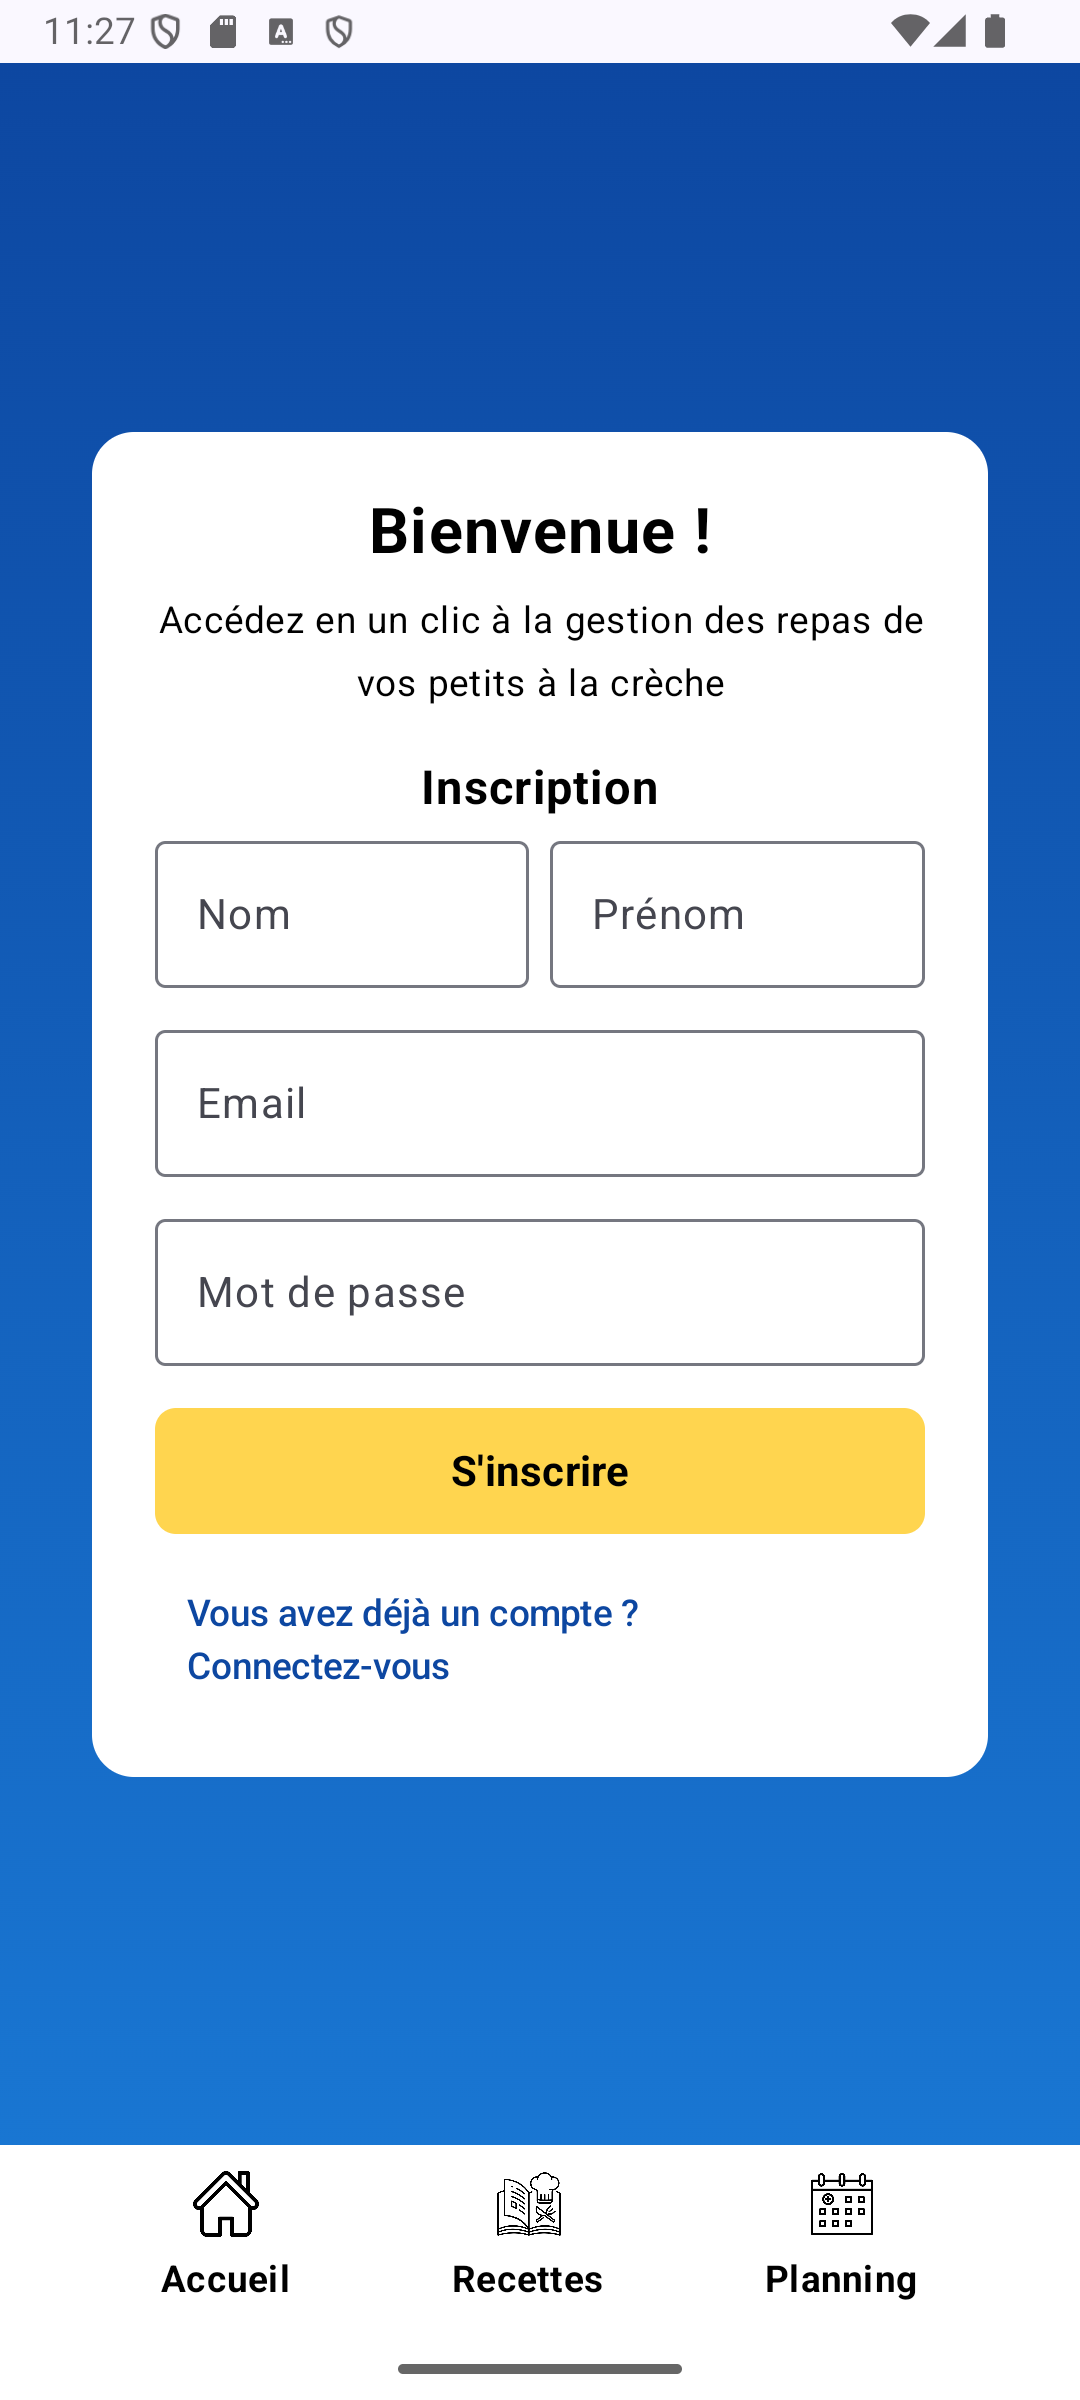 11:27
Bienvenue !
Accédez en un clic à la gestion des repas de
vos petits à la crèche
Inscription
Nom
Prénom
Email
Mot de passe
S'inscrire
Vous avez déjà un compte ?
Connectez-vous
Accueil
Recettes
Planning